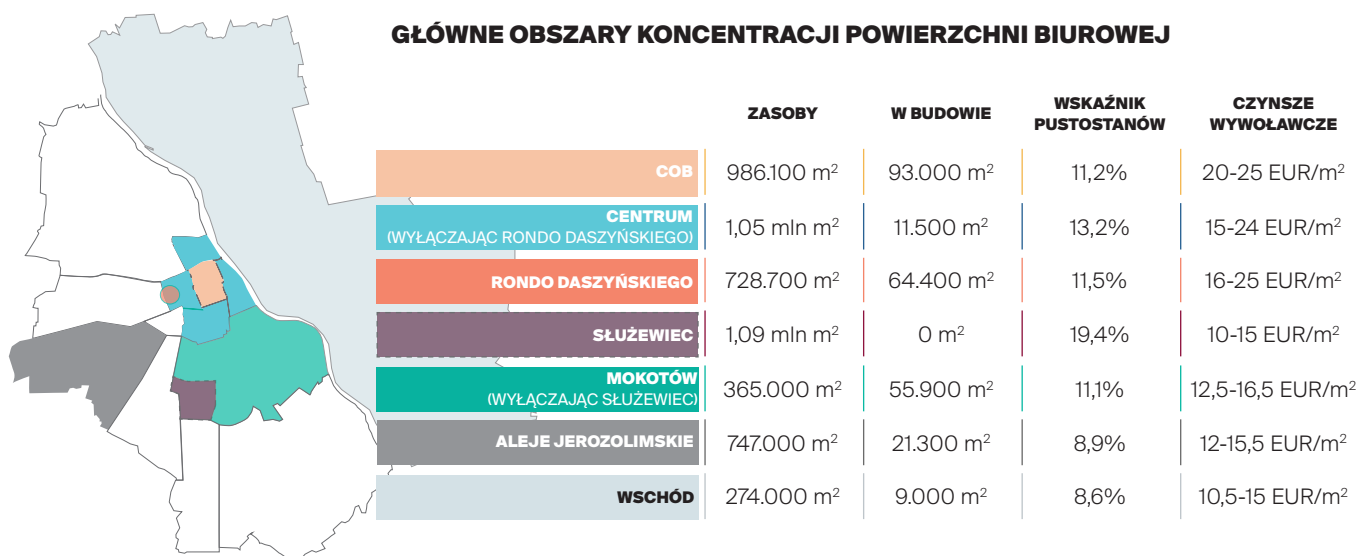 GŁÓWNE OBSZARY KONCENTRACJI POWIERZCHNI BIUROWEJ
ZASOBY W BUDOWIE WSKAŹNIK PUSTOSTANÓW CZYNSZE WYWOŁAWCZE
COB 986.100 m² 93.000 m² 11,2% 20-25 EUR/m²
CENTRUM
(WYŁĄCZAJĄC RONDO DASZYŃSKIEGO) 1,05 mln m² 11.500 m² 13,2% 15-24 EUR/m²
RONDO DASZYŃSKIEGO 728.700 m² 64.400 m² 11,5% 16-25 EUR/m²
SŁUŻEWIEC 1,09 mln m² 0 m² 19,4% 10-15 EUR/m²
MOKOTÓW
(WYŁĄCZAJĄC SŁUŻEWIEC) 365.000 m² 55.900 m² 11,1% 12,5-16,5 EUR/m²
ALEJE JEROZOLIMSKIE 747.000 m² 21.300 m² 8,9% 12-15,5 EUR/m²
WSCHÓD 274.000 m² 9.000 m² 8,6% 10,5-15 EUR/m²